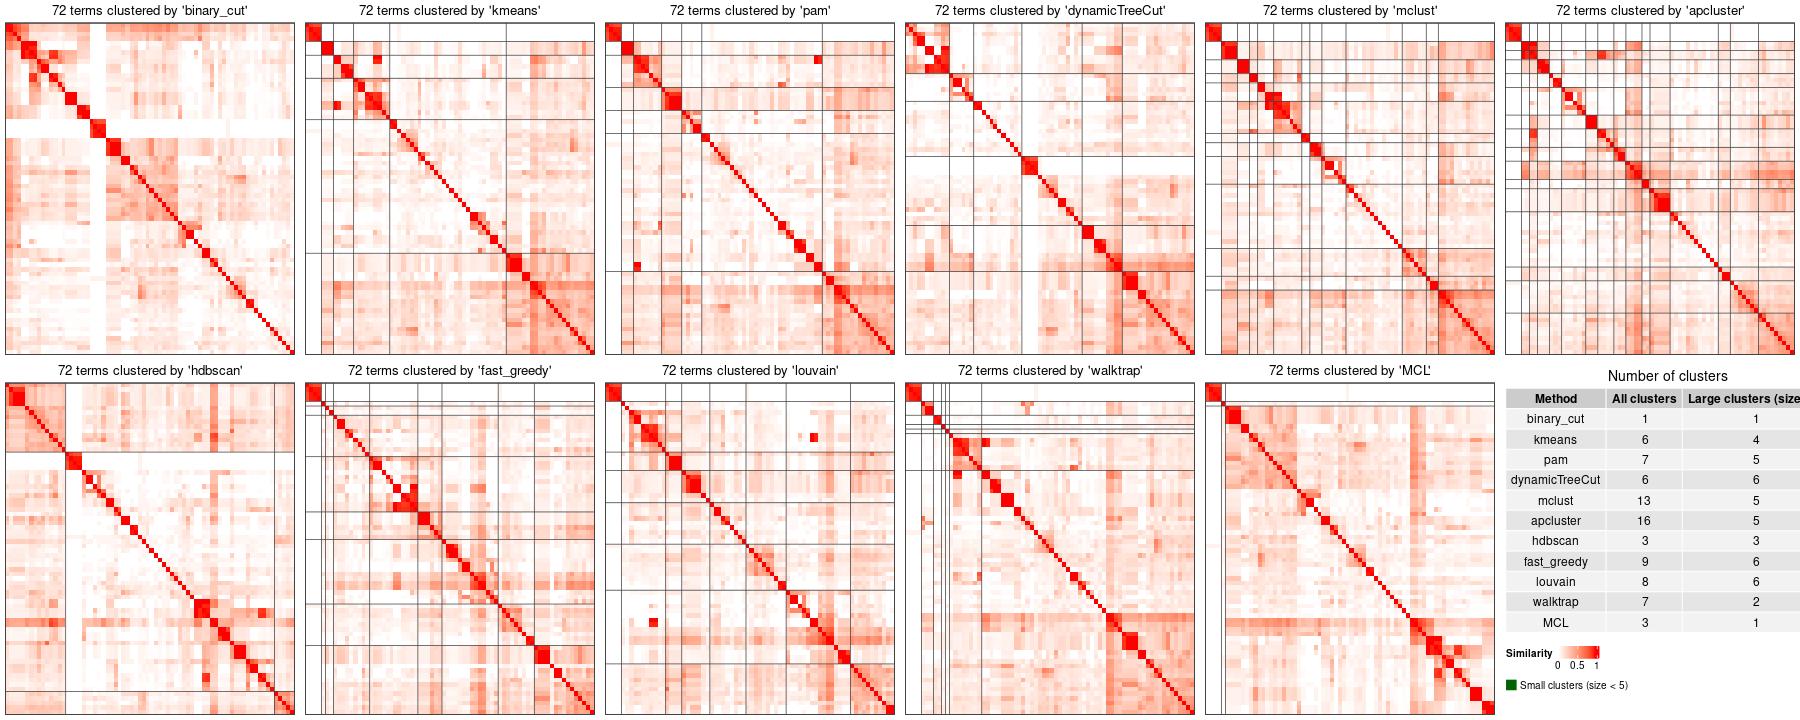 72 terms clustered by 'binary_cut'
72 terms clustered by 'kmeans'
72 terms clustered by 'pam'
72 terms clustered by 'dynamicTreeCut'
72 terms clustered by 'mclust'
72 terms clustered by 'apcluster'
72 terms clustered by 'hdbscan'
72 terms clustered by 'fast_greedy'
72 terms clustered by 'louvain'
72 terms clustered by 'walktrap'
72 terms clustered by 'MCL'
Number of clusters
Method All clusters Large clusters (size
binary_cut 1 1
kmeans 6 4
pam 7 5
dynamicTreeCut 6 6
mclust 13 5
apcluster 16 5
hdbscan 3 3
fast_greedy 9 6
louvain 8 6
walktrap 7 2
MCL 3 1
Similarity
0 0.5 1
Small clusters (size < 5)